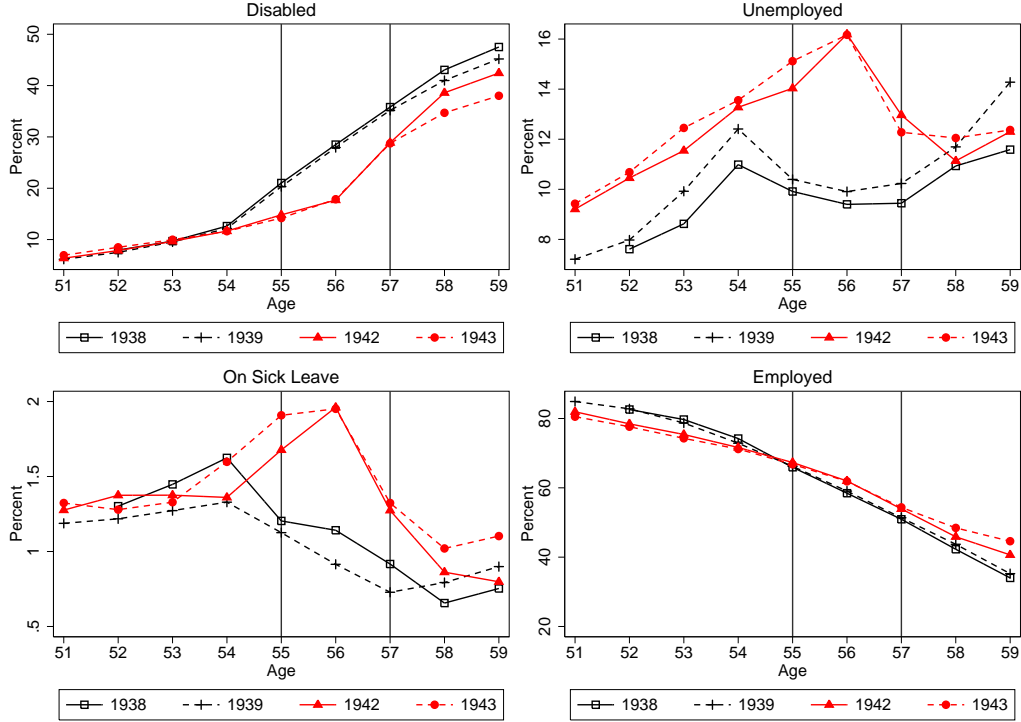 Disabled
Percent
50
40
30
20
10
51 52 53 54 55 56 57 58 59
Age
1938 1939 1942 1943
Unemployed
Percent
16
14
12
10
8
51 52 53 54 55 56 57 58 59
Age
1938 1939 1942 1943
On Sick Leave
Percent
2
1.5
1
.5
51 52 53 54 55 56 57 58 59
Age
1938 1939 1942 1943
Employed
Percent
80
60
40
20
51 52 53 54 55 56 57 58 59
Age
1938 1939 1942 1943